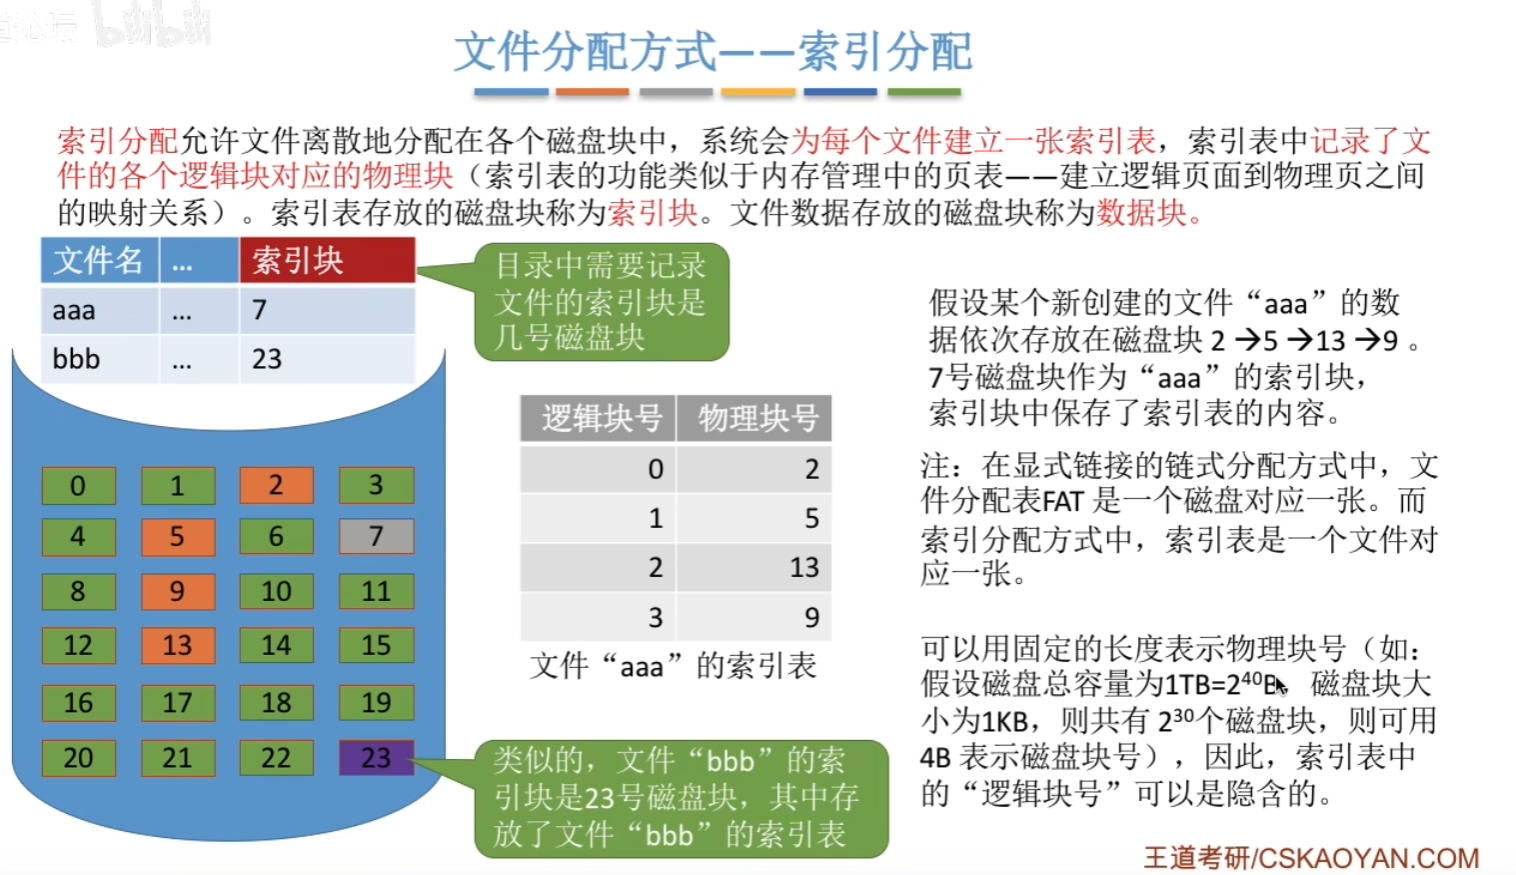 bilibili
文件分配方式——索引分配
索引分配允许文件离散地分配在各个磁盘块中，系统会为每个文件建立一张索引表，索引表中记录了文
件的各个逻辑块对应的物理块（索引表的功能类似于内存管理中的页表——建立逻辑页面到物理页之间
的映射关系）。索引表存放的磁盘块称为索引块。文件数据存放的磁盘块称为数据块。
文件名 ... 索引块
aaa ... 7
bbb ... 23
目录中需要记录
文件的索引块是
几号磁盘块
0 1 2 3
4 5 6 7
8 9 10 11
12 13 14 15
16 17 18 19
20 21 22 23
逻辑块号 物理块号
0 2
1 5
2 13
3 9
文件“aaa”的索引表
类似的，文件“bbb”的索
引块是23号磁盘块，其中存
放了文件“bbb”的索引表
假设某个新创建的文件“aaa”的数
据依次存放在磁盘块 2 →5 →13 →9 。
7号磁盘块作为“aaa”的索引块，
索引块中保存了索引表的内容。
注：在显式链接的链式分配方式中，文
件分配表FAT 是一个磁盘对应一张。而
索引分配方式中，索引表是一个文件对
应一张。
可以用固定的长度表示物理块号（如：
假设磁盘总容量为1TB=2⁴⁰B， 磁盘块大
小为1KB，则共有 2³⁰个磁盘块，则可用
4B 表示磁盘块号），因此，索引表中
的“逻辑块号”可以是隐含的。
王道考研/CSKAOYAN.COM